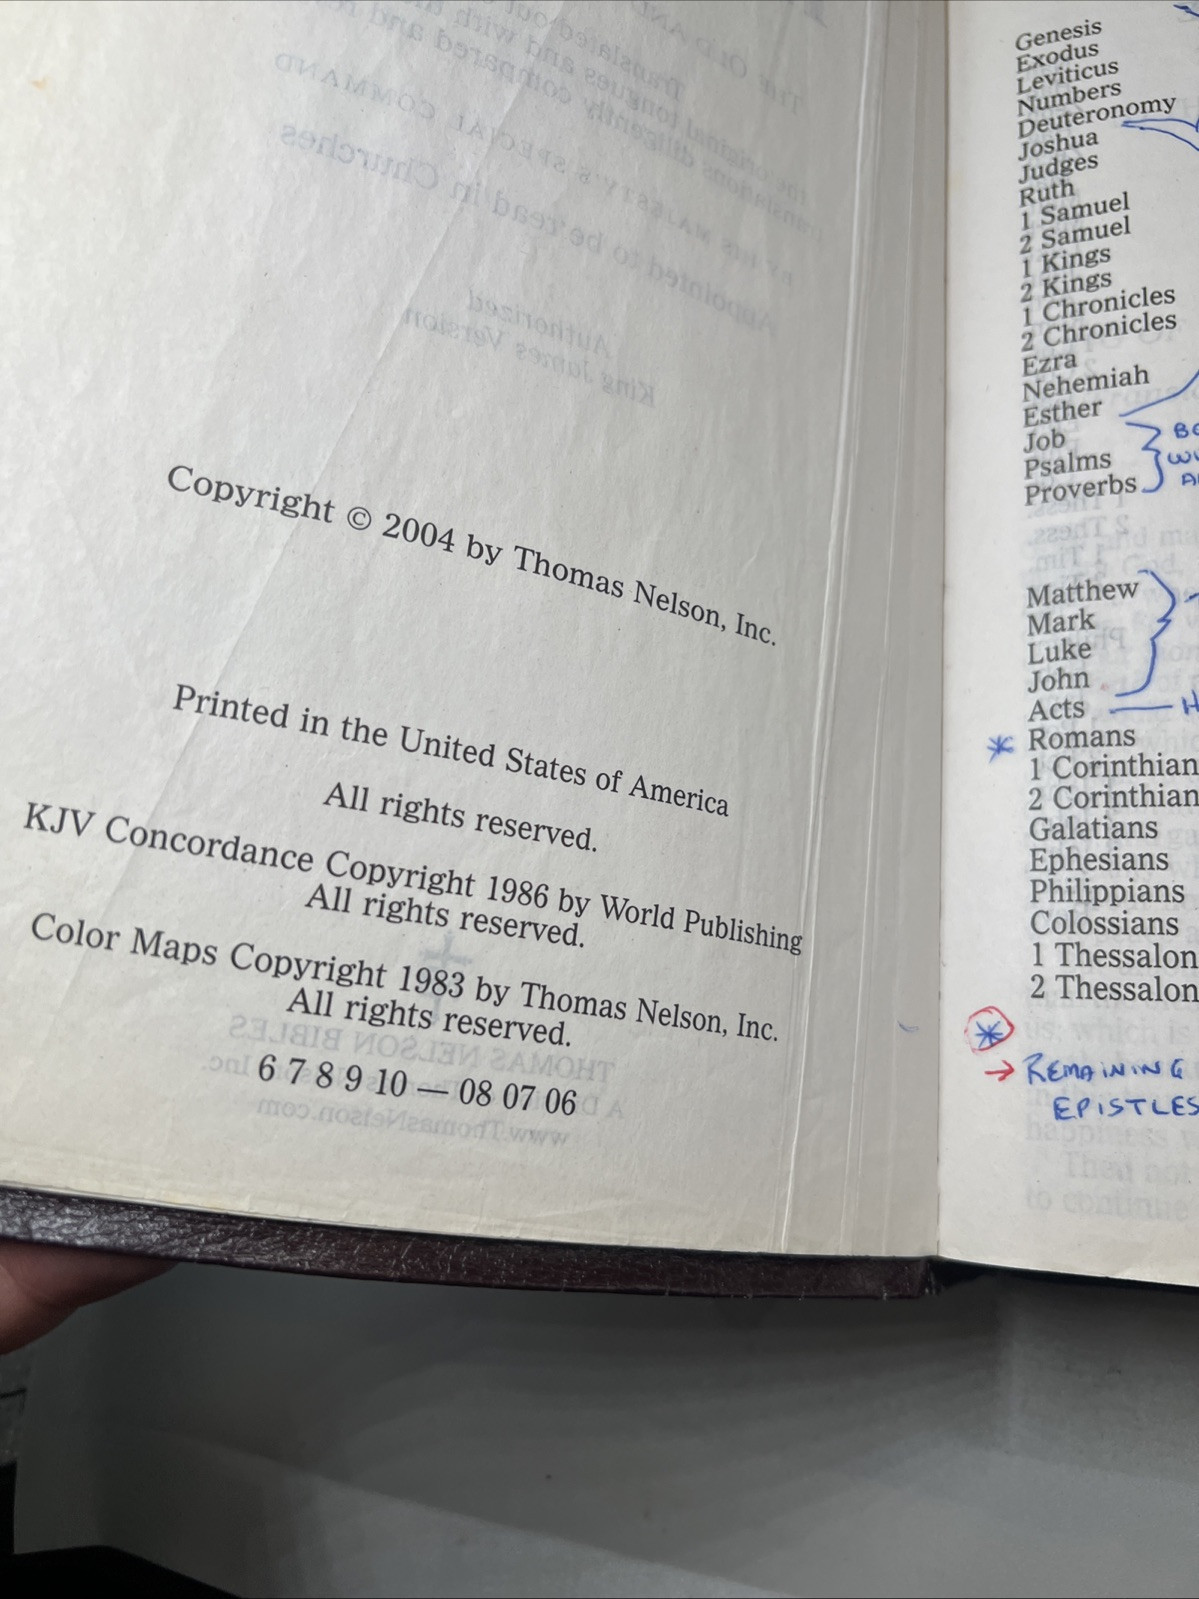 Copyright © 2004 by Thomas Nelson, Inc.
Printed in the United States of America
All rights reserved.
KJV Concordance Copyright 1986 by World Publishing
All rights reserved.
Color Maps Copyright 1983 by Thomas Nelson, Inc.
All rights reserved.
6 7 8 9 10 — 08 07 06
Genesis
Exodus
Leviticus
Numbers
Deuteronomy
Joshua
Judges
Ruth
1 Samuel
2 Samuel
1 Kings
2 Kings
1 Chronicles
2 Chronicles
Ezra
Nehemiah
Esther
Job
Psalms
Proverbs
Matthew
Mark
Luke
John
Acts
* Romans
1 Corinthian
2 Corinthian
Galatians
Ephesians
Philippians
Colossians
1 Thessalon
2 Thessalon
*
→ REMAINING
EPISTLES